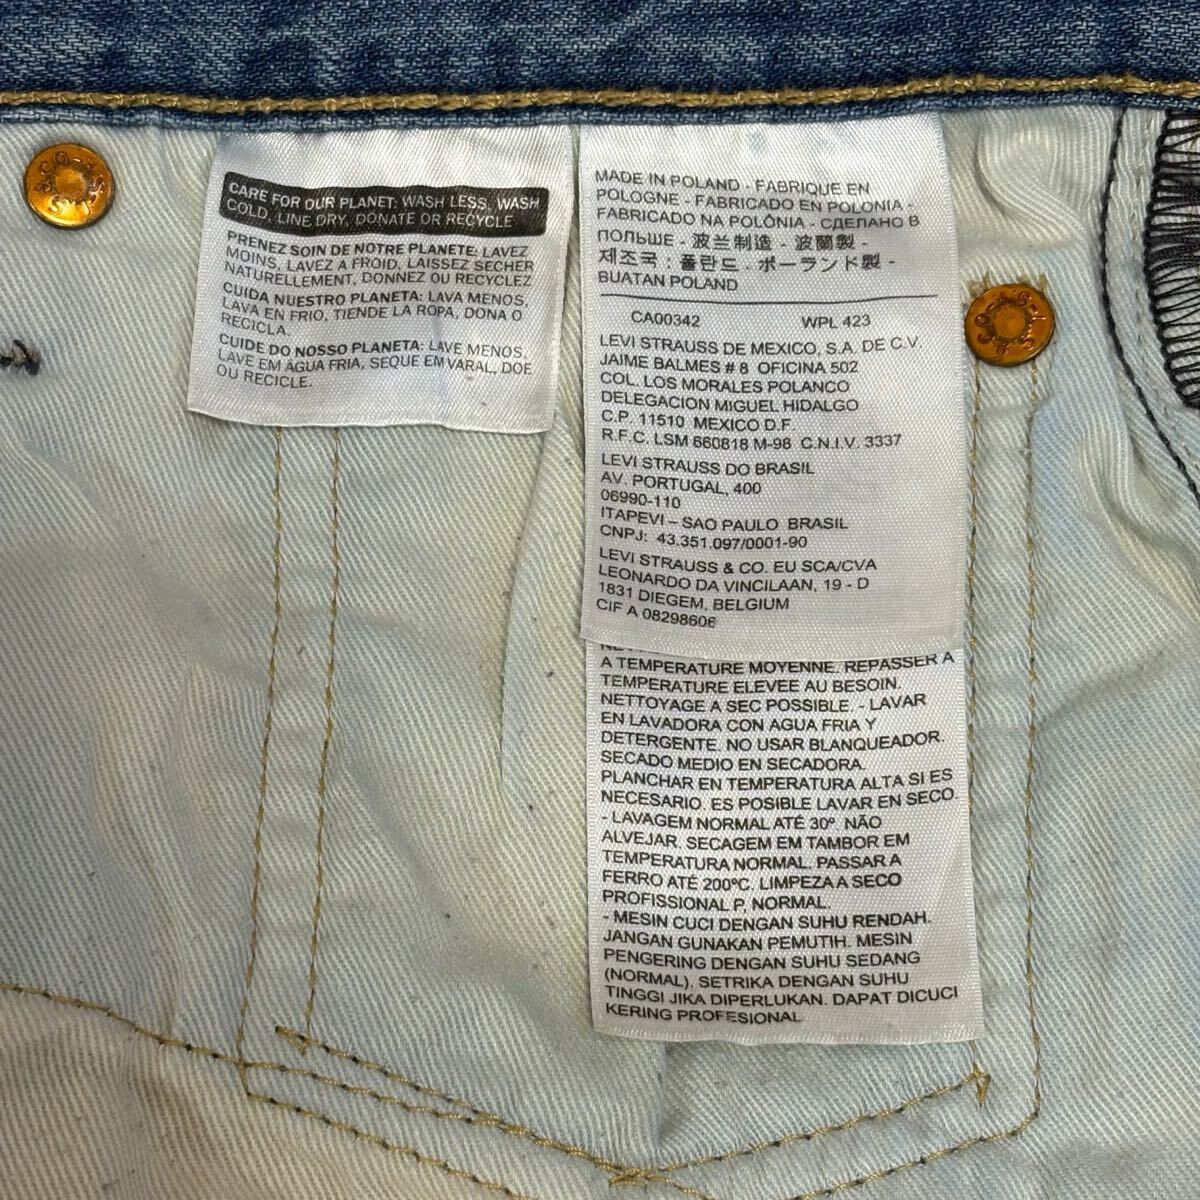 CARE FOR OUR PLANET: WASH LESS, WASH
COLD, LINE DRY, DONATE OR RECYCLE
PRENEZ SOIN DE NOTRE PLANETE: LAVEZ
MOINS, LAVEZ A FROID, LAISSEZ SECHER
NATURELLEMENT, DONNEZ OU RECYCLEZ
CUIDA NUESTRO PLANETA: LAVA MENOS,
LAVA EN FRIO, TIENDE LA ROPA, DONA O
RECICLA.
CUIDE DO NOSSO PLANETA: LAVE MENOS,
LAVE EM ÁGUA FRIA, SEQUE EM VARAL, DOE
OU RECICLE.
MADE IN POLAND - FABRIQUE EN
POLOGNE - FABRICADO EN POLONIA -
FABRICADO NA POLÔNIA - СДЕЛАНО В
ПОЛЬШЕ - 波兰制造 - 波蘭製 -
제조국 : 폴란드 - ポーランド製 -
BUATAN POLAND
CA00342 WPL 423
LEVI STRAUSS DE MEXICO, S.A. DE C.V.
JAIME BALMES # 8 OFICINA 502
COL. LOS MORALES POLANCO
DELEGACION MIGUEL HIDALGO
C.P. 11510 MEXICO D.F.
R.F.C. LSM 660818 M-98 C.N.I.V. 3337
LEVI STRAUSS DO BRASIL
AV. PORTUGAL, 400
06990-110
ITAPEVI – SAO PAULO BRASIL
CNPJ: 43.351.097/0001-90
LEVI STRAUSS & CO. EU SCA/CVA
LEONARDO DA VINCILAAN, 19 - D
1831 DIEGEM, BELGIUM
CIF A 08298606
A TEMPERATURE MOYENNE. REPASSER A
TEMPERATURE ELEVEE AU BESOIN.
NETTOYAGE A SEC POSSIBLE. - LAVAR
EN LAVADORA CON AGUA FRIA Y
DETERGENTE. NO USAR BLANQUEADOR.
SECADO MEDIO EN SECADORA.
PLANCHAR EN TEMPERATURA ALTA SI ES
NECESARIO. ES POSIBLE LAVAR EN SECO.
- LAVAGEM NORMAL ATÉ 30º. NÃO
ALVEJAR. SECAGEM EM TAMBOR EM
TEMPERATURA NORMAL. PASSAR A
FERRO ATÉ 200ºC. LIMPEZA A SECO
PROFISSIONAL P, NORMAL.
- MESIN CUCI DENGAN SUHU RENDAH.
JANGAN GUNAKAN PEMUTIH. MESIN
PENGERING DENGAN SUHU SEDANG
(NORMAL). SETRIKA DENGAN SUHU
TINGGI JIKA DIPERLUKAN. DAPAT DICUCI
KERING PROFESIONAL